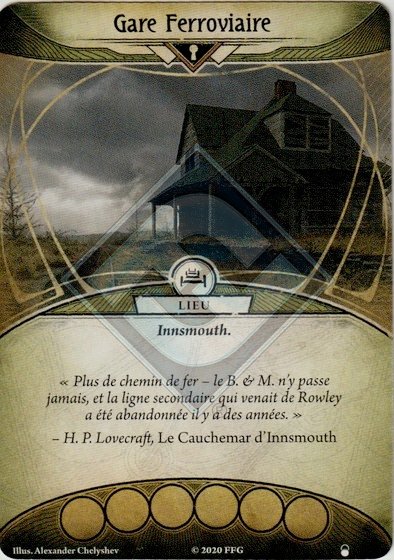 Gare Ferroviaire
LIEU
Innsmouth.
« Plus de chemin de fer – le B. & M. n'y passe
jamais, et la ligne secondaire qui venait de Rowley
a été abandonnée il y a des années. »
– H. P. Lovecraft, Le Cauchemar d'Innsmouth
Illus. Alexander Chelyshev
© 2020 FFG